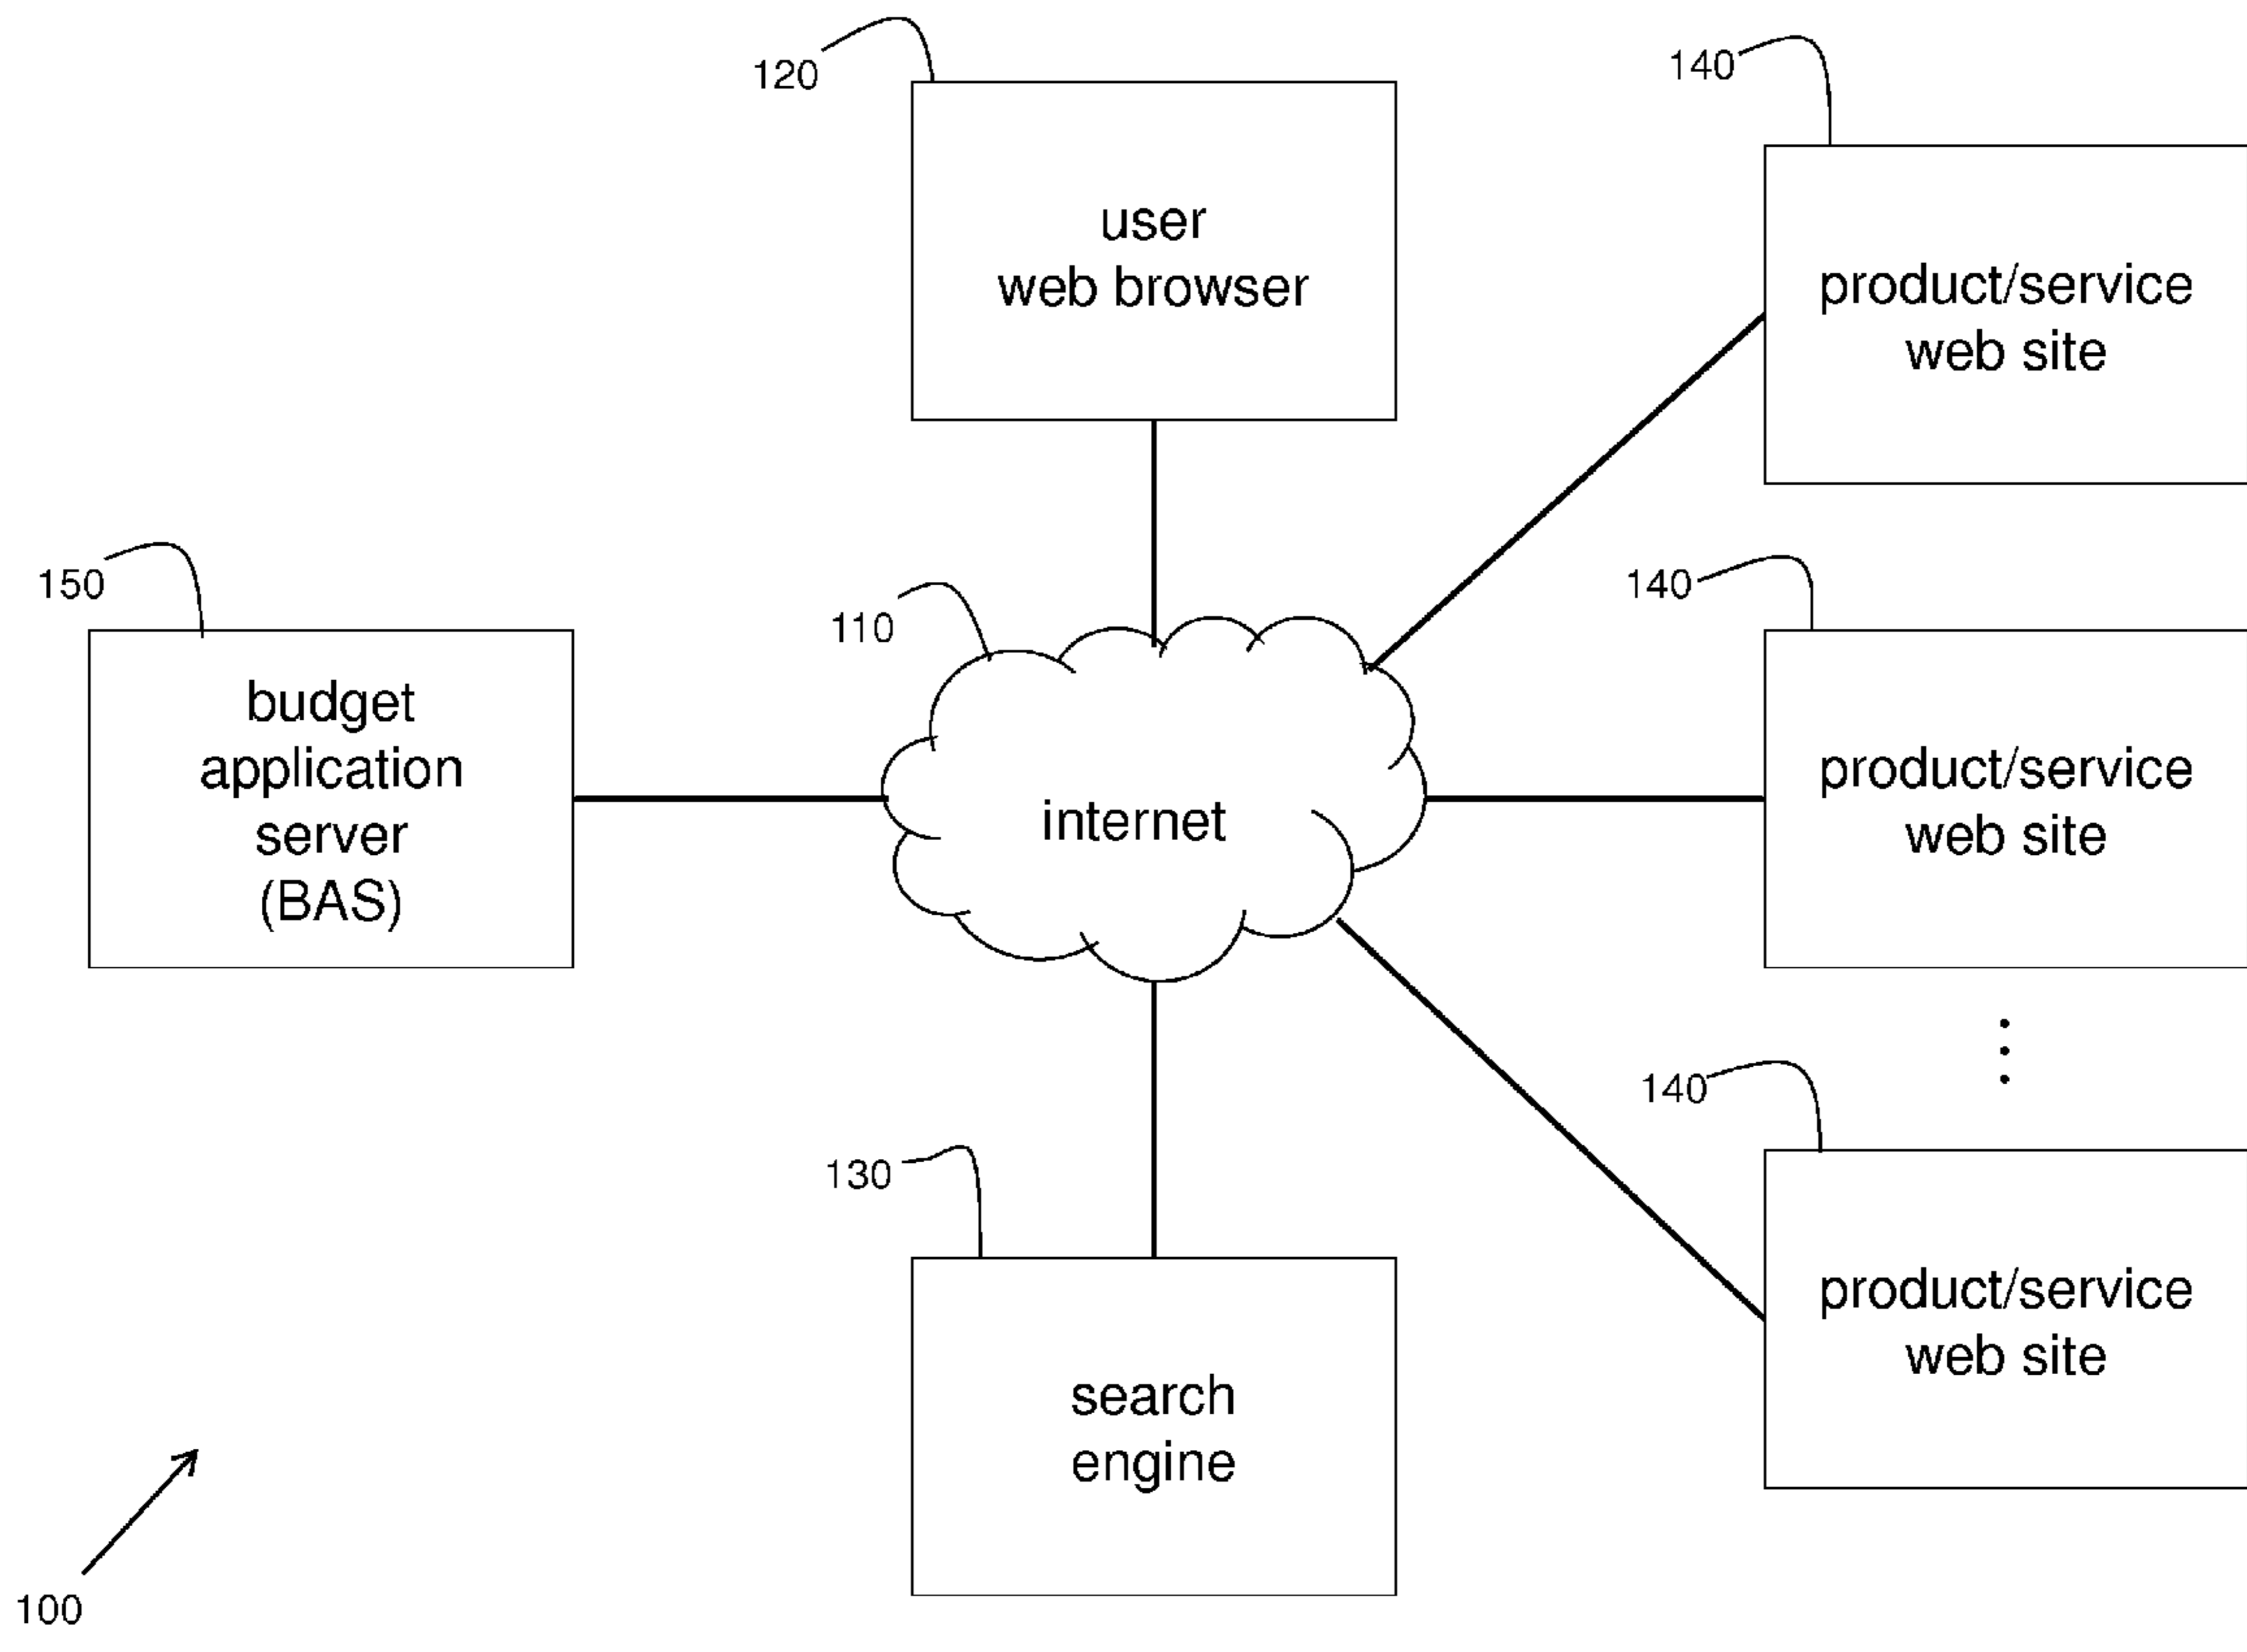 120
user
web browser
140
product/service
web site
150
budget
application
server
(BAS)
110
internet
140
product/service
web site
130
search
engine
140
product/service
web site
100